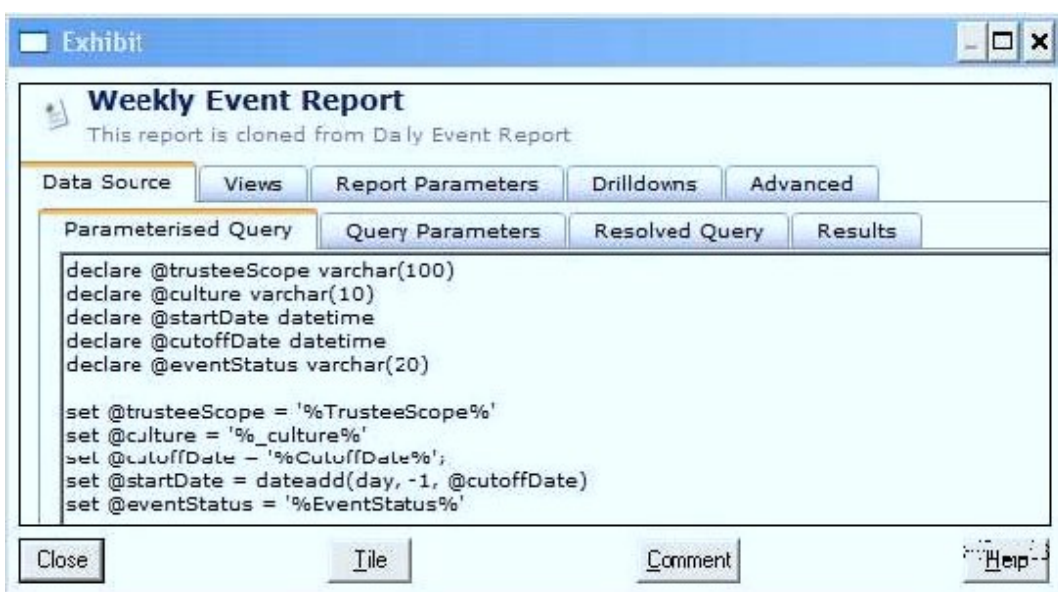 Exhibit
Weekly Event Report
This report is cloned from Daily Event Report
Data Source Views Report Parameters Drilldowns Advanced
Parameterised Query Query Parameters Resolved Query Results
declare @trusteeScope varchar(100)
declare @culture varchar(10)
declare @startDate datetime
declare @cutoffDate datetime
declare @eventStatus varchar(20)
set @trusteeScope = '%TrusteeScope%'
set @culture = '%_culture%'
set @cutoffDate = '%CutoffDate%';
set @startDate = dateadd(day, -1, @cutoffDate)
set @eventStatus = '%EventStatus%'
Close Tile Comment Help